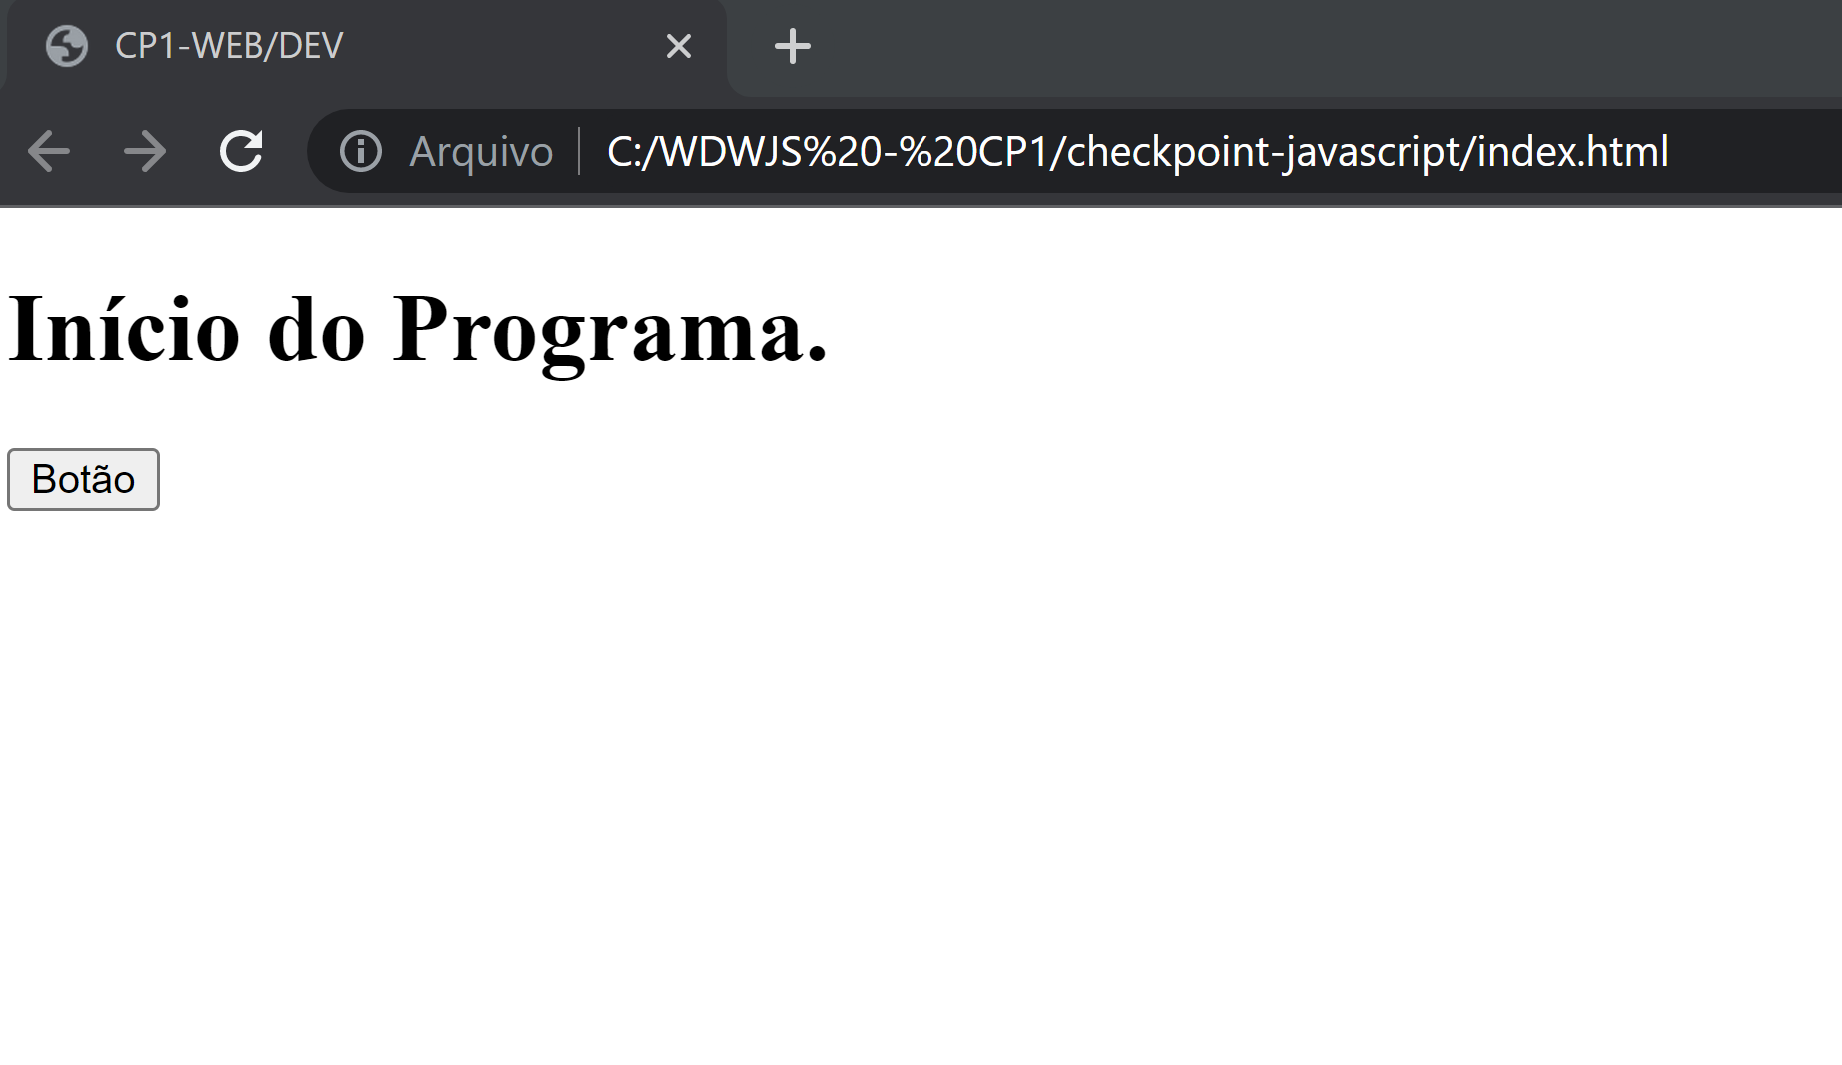 CP1-WEB/DEV
Arquivo C:/WDWJS%20-%20CP1/checkpoint-javascript/index.html
Início do Programa.
Botão